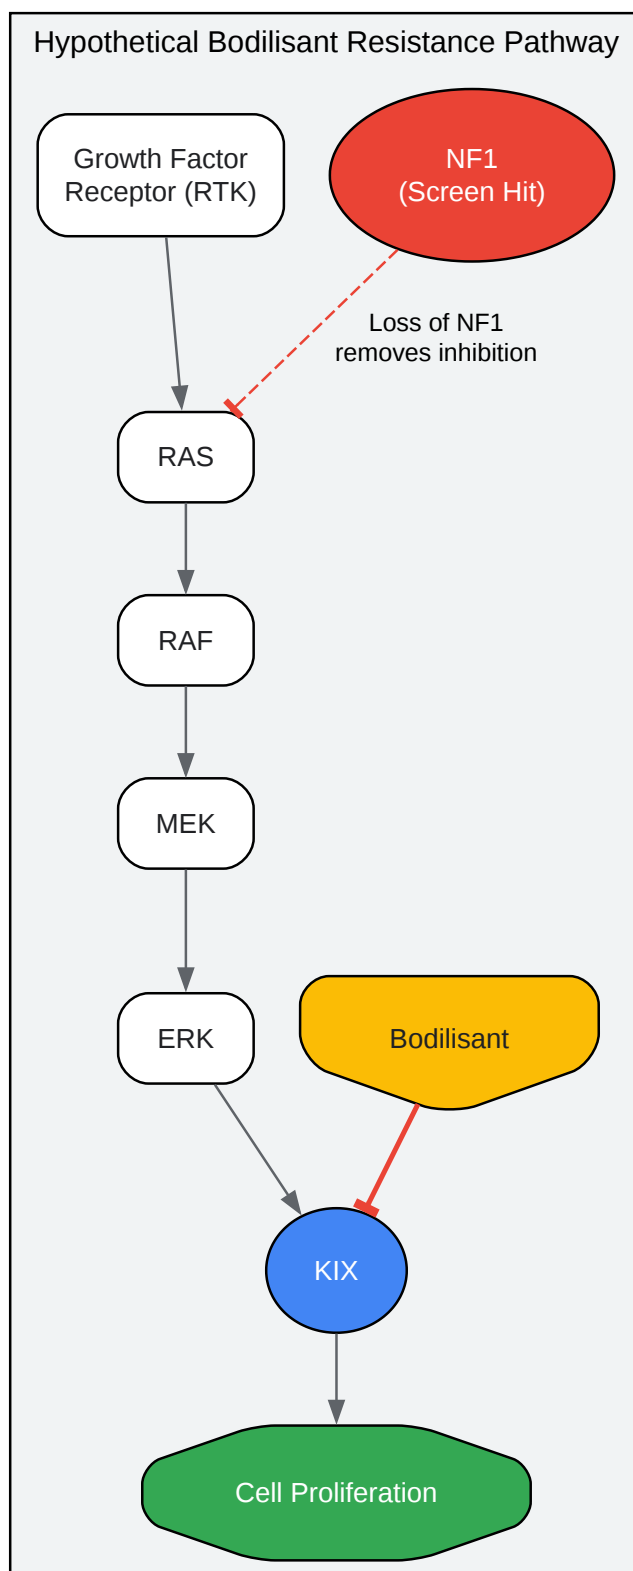 Hypothetical Bodilisant Resistance Pathway
Growth Factor
Receptor (RTK)
NF1
(Screen Hit)
Loss of NF1
removes inhibition
RAS
RAF
MEK
ERK
Bodilisant
KIX
Cell Proliferation